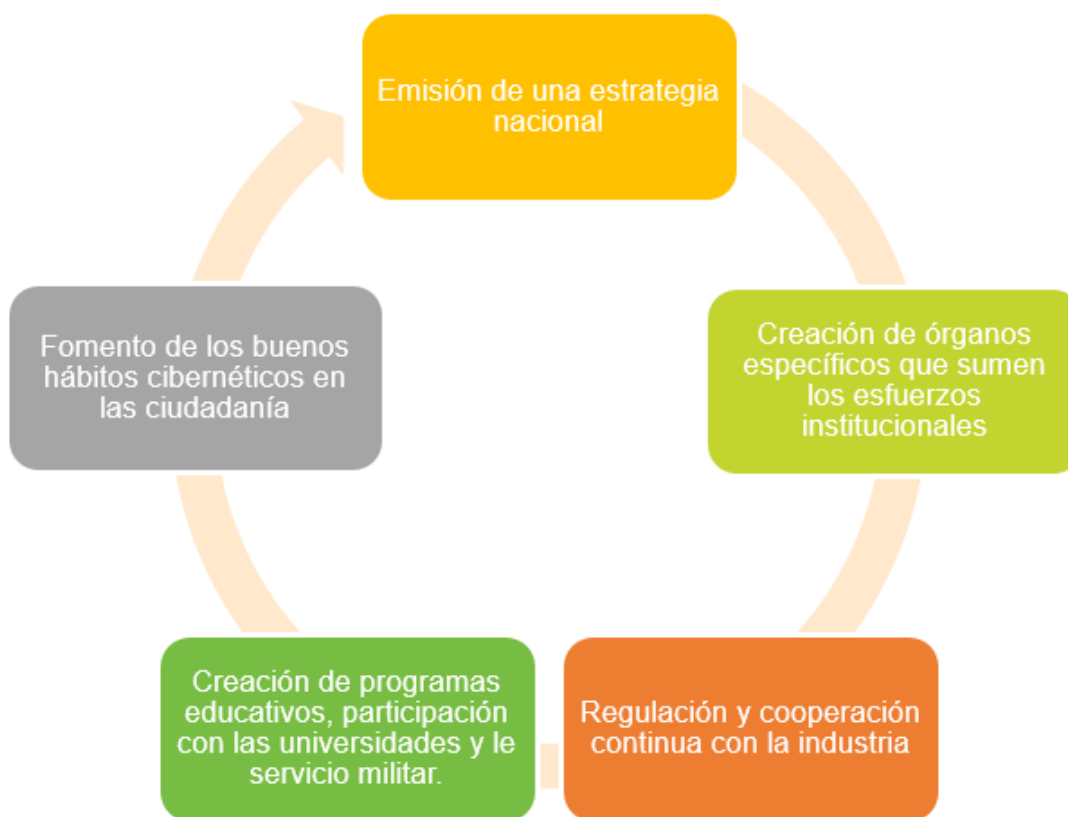 Emisión de una estrategia
nacional
Creación de órganos
específicos que sumen
los esfuerzos
institucionales
Regulación y cooperación
continua con la industria
Creación de programas
educativos, participación
con las universidades y le
servicio militar.
Fomento de los buenos
hábitos cibernéticos en
las ciudadanía